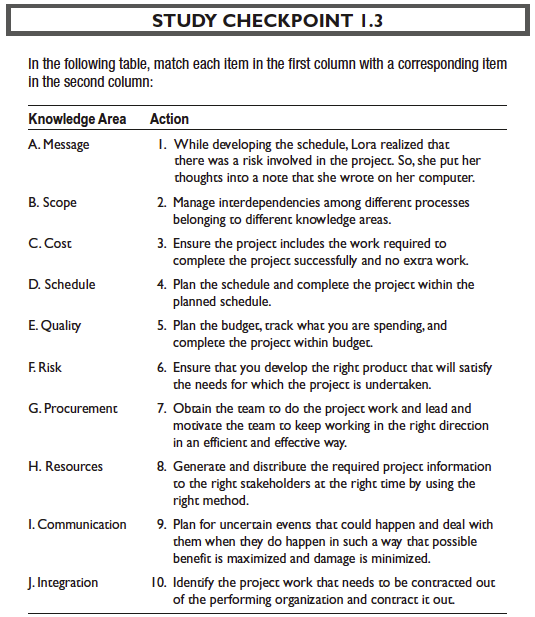 STUDY CHECKPOINT 1.3
In the following table, match each item in the first column with a corresponding item
in the second column:
Knowledge Area Action
A. Message 1. While developing the schedule, Lora realized that
there was a risk involved in the project. So, she put her
thoughts into a note that she wrote on her computer.
B. Scope 2. Manage interdependencies among different processes
belonging to different knowledge areas.
C. Cost 3. Ensure the project includes the work required to
complete the project successfully and no extra work.
D. Schedule 4. Plan the schedule and complete the project within the
planned schedule.
E. Quality 5. Plan the budget, track what you are spending, and
complete the project within budget.
F. Risk 6. Ensure that you develop the right product that will satisfy
the needs for which the project is undertaken.
G. Procurement 7. Obtain the team to do the project work and lead and
motivate the team to keep working in the right direction
in an efficient and effective way.
H. Resources 8. Generate and distribute the required project information
to the right stakeholders at the right time by using the
right method.
I. Communication 9. Plan for uncertain events that could happen and deal with
them when they do happen in such a way that possible
benefit is maximized and damage is minimized.
J. Integration 10. Identify the project work that needs to be contracted out
of the performing organization and contract it out.